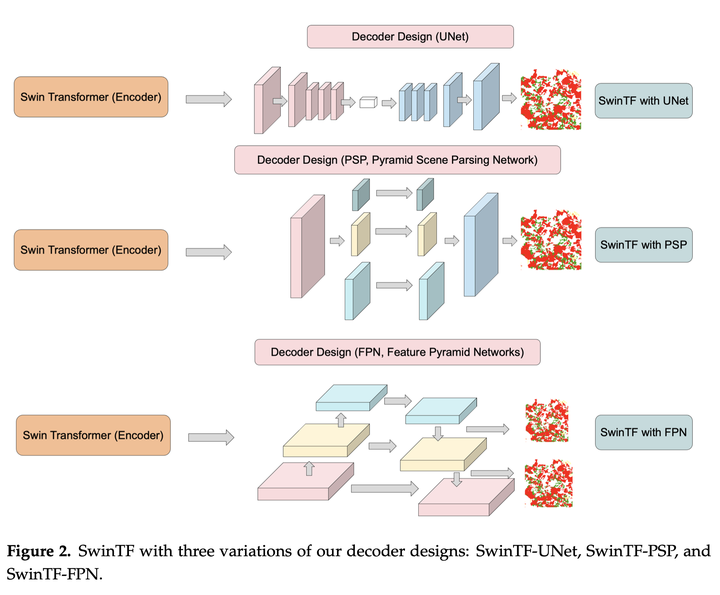 Decoder Design (UNet)
Swin Transformer (Encoder)
SwinTF with UNet
Decoder Design (PSP, Pyramid Scene Parsing Network)
Swin Transformer (Encoder)
SwinTF with PSP
Decoder Design (FPN, Feature Pyramid Networks)
Swin Transformer (Encoder)
SwinTF with FPN
Figure 2. SwinTF with three variations of our decoder designs: SwinTF-UNet, SwinTF-PSP, and
SwinTF-FPN.